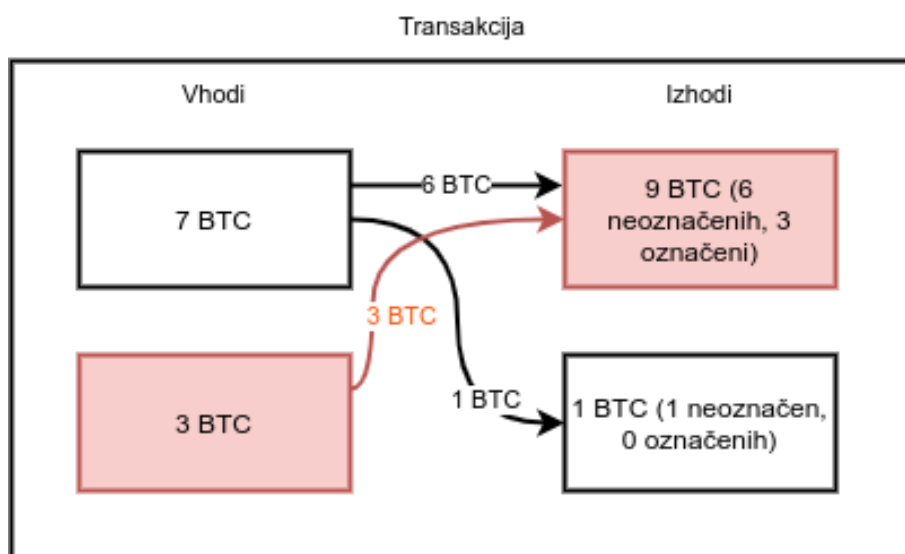 Transakcija
Vhodi
Izhodi
7 BTC
6 BTC
9 BTC (6
neoznačenih, 3
označeni)
3 BTC
3 BTC
1 BTC
1 BTC (1 neoznačen,
0 označenih)